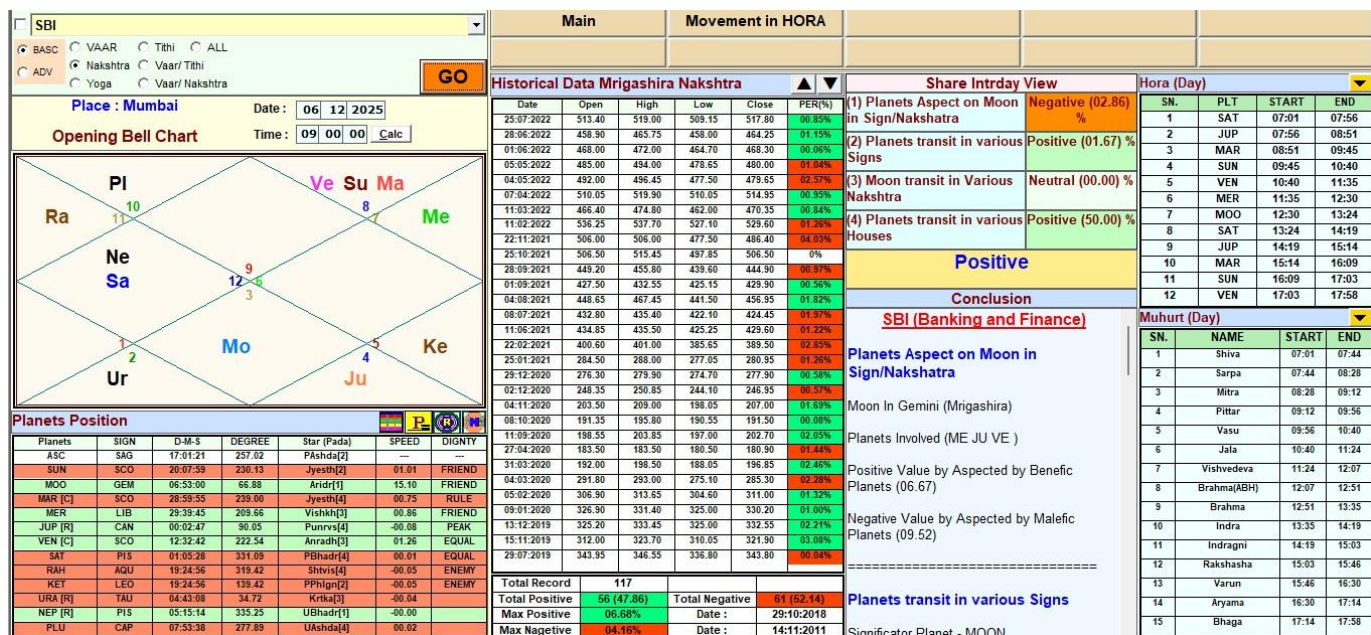 SBI
BASC VAAR Tithi ALL
ADV Nakshtra Vaar/ Tithi
Yoga Vaar/ Nakshtra
GO
Place : Mumbai Date : 06 12 2025
Opening Bell Chart Time : 09 00 00 Calc
Pl Ve Su Ma
10 8
Ra 11 7 Me
Ne
Sa 9
12 6
3
1 Mo 5 Ke
2 4
Ur Ju
Planets Position
Planets SIGN D-M-S DEGREE Star (Pada) SPEED DIGNTY
ASC SAG 17:01:21 257.02 PAshda[2] --- ---
SUN SCO 20:07:59 230.13 Jyesth[2] 01.01 FRIEND
MOO GEM 06:53:00 66.88 Aridr[1] 15.10 FRIEND
MAR [C] SCO 28:59:55 239.00 Jyesth[4] 00.75 RULE
MER LIB 29:39:45 209.66 Vishkh[3] 00.86 FRIEND
JUP [R] CAN 00:02:47 90.05 Punrvs[4] -00.08 PEAK
VEN [C] SCO 12:32:42 222.54 Anradh[3] 01.26 EQUAL
SAT PIS 01:05:28 331.09 PBhadr[4] 00.01 EQUAL
RAH AQU 19:24:56 319.42 Shtvis[4] -00.05 ENEMY
KET LEO 19:24:56 139.42 PPhlgn[2] -00.05 ENEMY
URA [R] TAU 04:43:08 34.72 Krtka[3] -00.04
NEP [R] PIS 05:15:14 335.25 UBhadr[1] -00.00
PLU CAP 07:53:38 277.89 UAshda[4] 00.02
Main Movement in HORA
Historical Data Mrigashira Nakshtra
Date Open High Low Close PER(%)
25:07:2022 513.40 519.00 509.15 517.80 00.85%
28:06:2022 458.90 465.75 458.00 464.25 01.15%
01:06:2022 468.00 472.00 464.70 468.30 00.06%
05:05:2022 485.00 494.00 478.65 480.00 01.04%
04:05:2022 492.00 496.45 477.50 479.65 02.57%
07:04:2022 510.05 519.90 510.05 514.95 00.95%
11:03:2022 466.40 474.80 462.00 470.35 00.84%
11:02:2022 536.25 537.70 527.10 529.60 01.26%
22:11:2021 506.00 506.00 477.50 486.40 04.03%
25:10:2021 506.50 515.45 497.85 506.50 0%
28:09:2021 449.20 455.80 439.60 444.90 00.97%
01:09:2021 427.50 432.55 425.15 429.90 00.56%
04:08:2021 448.65 467.45 441.50 456.95 01.82%
08:07:2021 432.80 435.40 422.10 424.45 01.97%
11:06:2021 434.85 435.50 425.25 429.60 01.22%
22:02:2021 400.60 401.00 385.65 389.50 02.85%
25:01:2021 284.50 288.00 277.05 280.95 01.26%
29:12:2020 276.30 279.90 274.70 277.90 00.58%
02:12:2020 248.35 250.85 244.10 246.95 00.57%
04:11:2020 203.50 209.00 198.05 207.00 01.69%
08:10:2020 191.35 195.80 190.55 191.50 00.08%
11:09:2020 198.55 203.85 197.00 202.70 02.05%
27:04:2020 183.50 183.50 180.50 180.90 01.44%
31:03:2020 192.00 198.50 188.05 196.85 02.46%
04:03:2020 291.80 293.00 275.10 285.30 02.28%
05:02:2020 306.90 313.65 304.60 311.00 01.32%
09:01:2020 326.90 331.40 325.00 330.20 01.00%
13:12:2019 325.20 333.45 325.00 332.55 02.21%
15:11:2019 312.00 323.70 310.05 321.90 03.08%
29:07:2019 343.95 346.55 336.80 343.80 00.04%
Total Record 117
Total Positive 56 (47.86) Total Negative 61 (52.14)
Max Positive 06.68% Date : 29:10:2018
Max Nagetive 04.16% Date : 14:11:2011
Share Intrday View
(1) Planets Aspect on Moon in Sign/Nakshatra Negative (02.86) %
(2) Planets transit in various Signs Positive (01.67) %
(3) Moon transit in Various Nakshtra Neutral (00.00) %
(4) Planets transit in various Houses Positive (50.00) %
Positive
Conclusion
SBI (Banking and Finance)
Planets Aspect on Moon in
Sign/Nakshatra
Moon In Gemini (Mrigashira)
Planets Involved (ME JU VE )
Positive Value by Aspected by Benefic
Planets (06.67)
Negative Value by Aspected by Malefic
Planets (09.52)
================================
Planets transit in various Signs
Significator Planet - MOON
Hora (Day)
SN. PLT START END
1 SAT 07:01 07:56
2 JUP 07:56 08:51
3 MAR 08:51 09:45
4 SUN 09:45 10:40
5 VEN 10:40 11:35
6 MER 11:35 12:30
7 MOO 12:30 13:24
8 SAT 13:24 14:19
9 JUP 14:19 15:14
10 MAR 15:14 16:09
11 SUN 16:09 17:03
12 VEN 17:03 17:58
Muhurt (Day)
SN. NAME START END
1 Shiva 07:01 07:44
2 Sarpa 07:44 08:28
3 Mitra 08:28 09:12
4 Pittar 09:12 09:56
5 Vasu 09:56 10:40
6 Jala 10:40 11:24
7 Vishvedeva 11:24 12:07
8 Brahma(ABH) 12:07 12:51
9 Brahma 12:51 13:35
10 Indra 13:35 14:19
11 Indragni 14:19 15:03
12 Rakshasha 15:03 15:46
13 Varun 15:46 16:30
14 Aryama 16:30 17:14
15 Bhaga 17:14 17:58